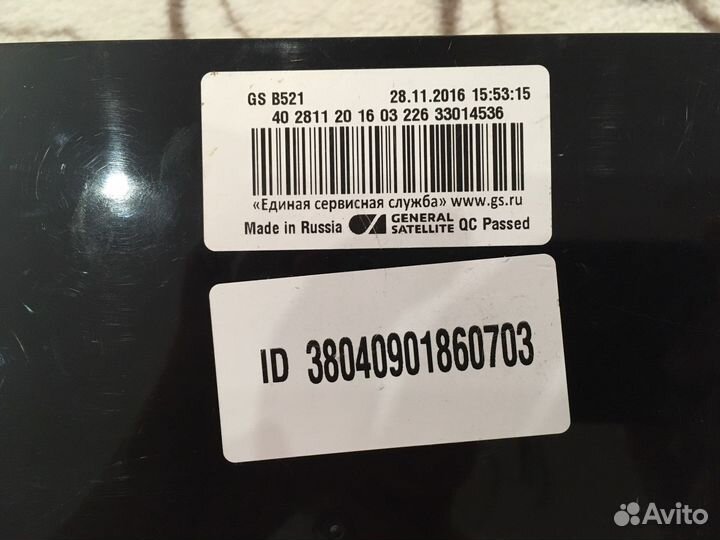 GS B521 28.11.2016 15:53:15
40 2811 20 16 03 226 33014536
«Единая сервисная служба» www.gs.ru
Made in Russia GENERAL SATELLITE QC Passed
ID 38040901860703
Avito